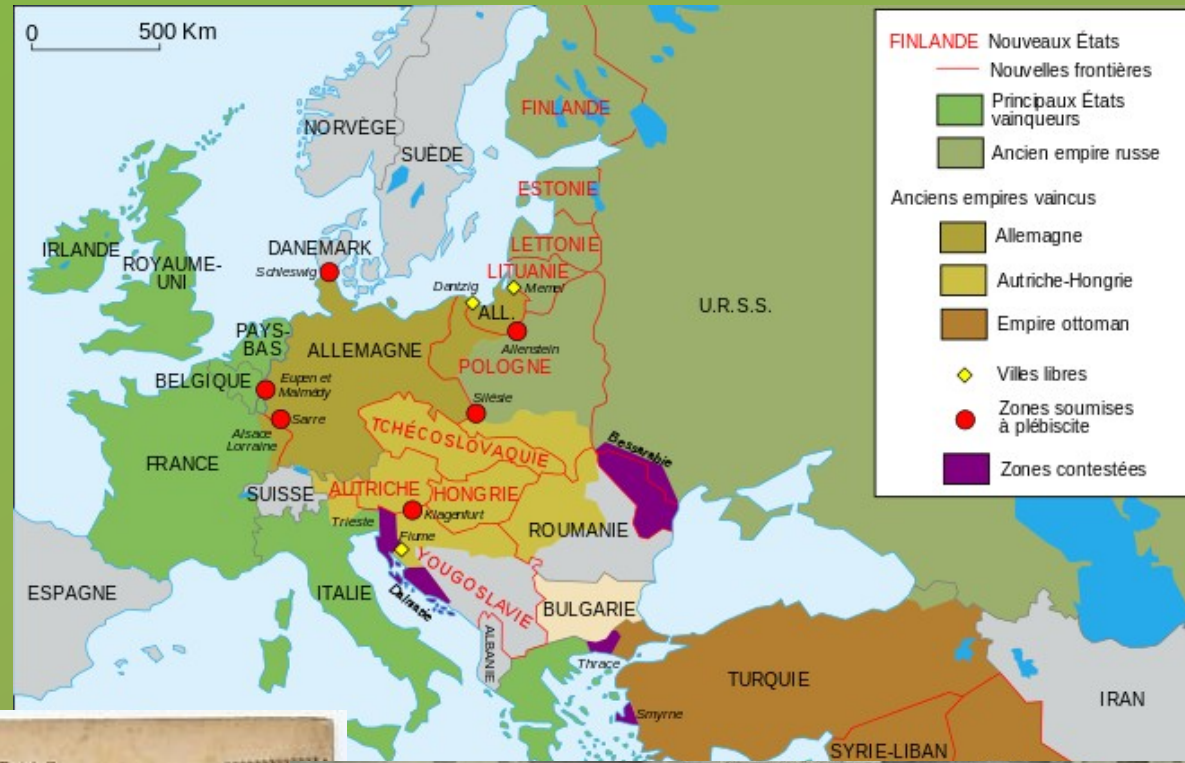 0 500 Km
FINLANDE Nouveaux États
Nouvelles frontières
Principaux États
vainqueurs
Ancien empire russe
Anciens empires vaincus
Allemagne
Autriche-Hongrie
Empire ottoman
Villes libres
Zones soumises
à plébiscite
Zones contestées
FINLANDE
NORVÈGE
SUÈDE
ESTONIE
LETTONIE
LITUANIE
IRLANDE
ROYAUME-
UNI
DANEMARK
Schleswig
Dantzig
Memel
ALL.
Allenstein
U.R.S.S.
PAYS-
BAS
ALLEMAGNE
POLOGNE
BELGIQUE
Eupen et
Malmédy
Silésie
Sarre
Alsace
Lorraine
TCHÉCOSLOVAQUIE
Bessarabie
FRANCE
SUISSE
AUTRICHE
HONGRIE
Klagenfurt
Trieste
Fiume
ROUMANIE
YOUGOSLAVIE
Dalmatie
ESPAGNE
ITALIE
BULGARIE
ALBANIE
Thrace
TURQUIE
Smyrne
IRAN
SYRIE-LIBAN